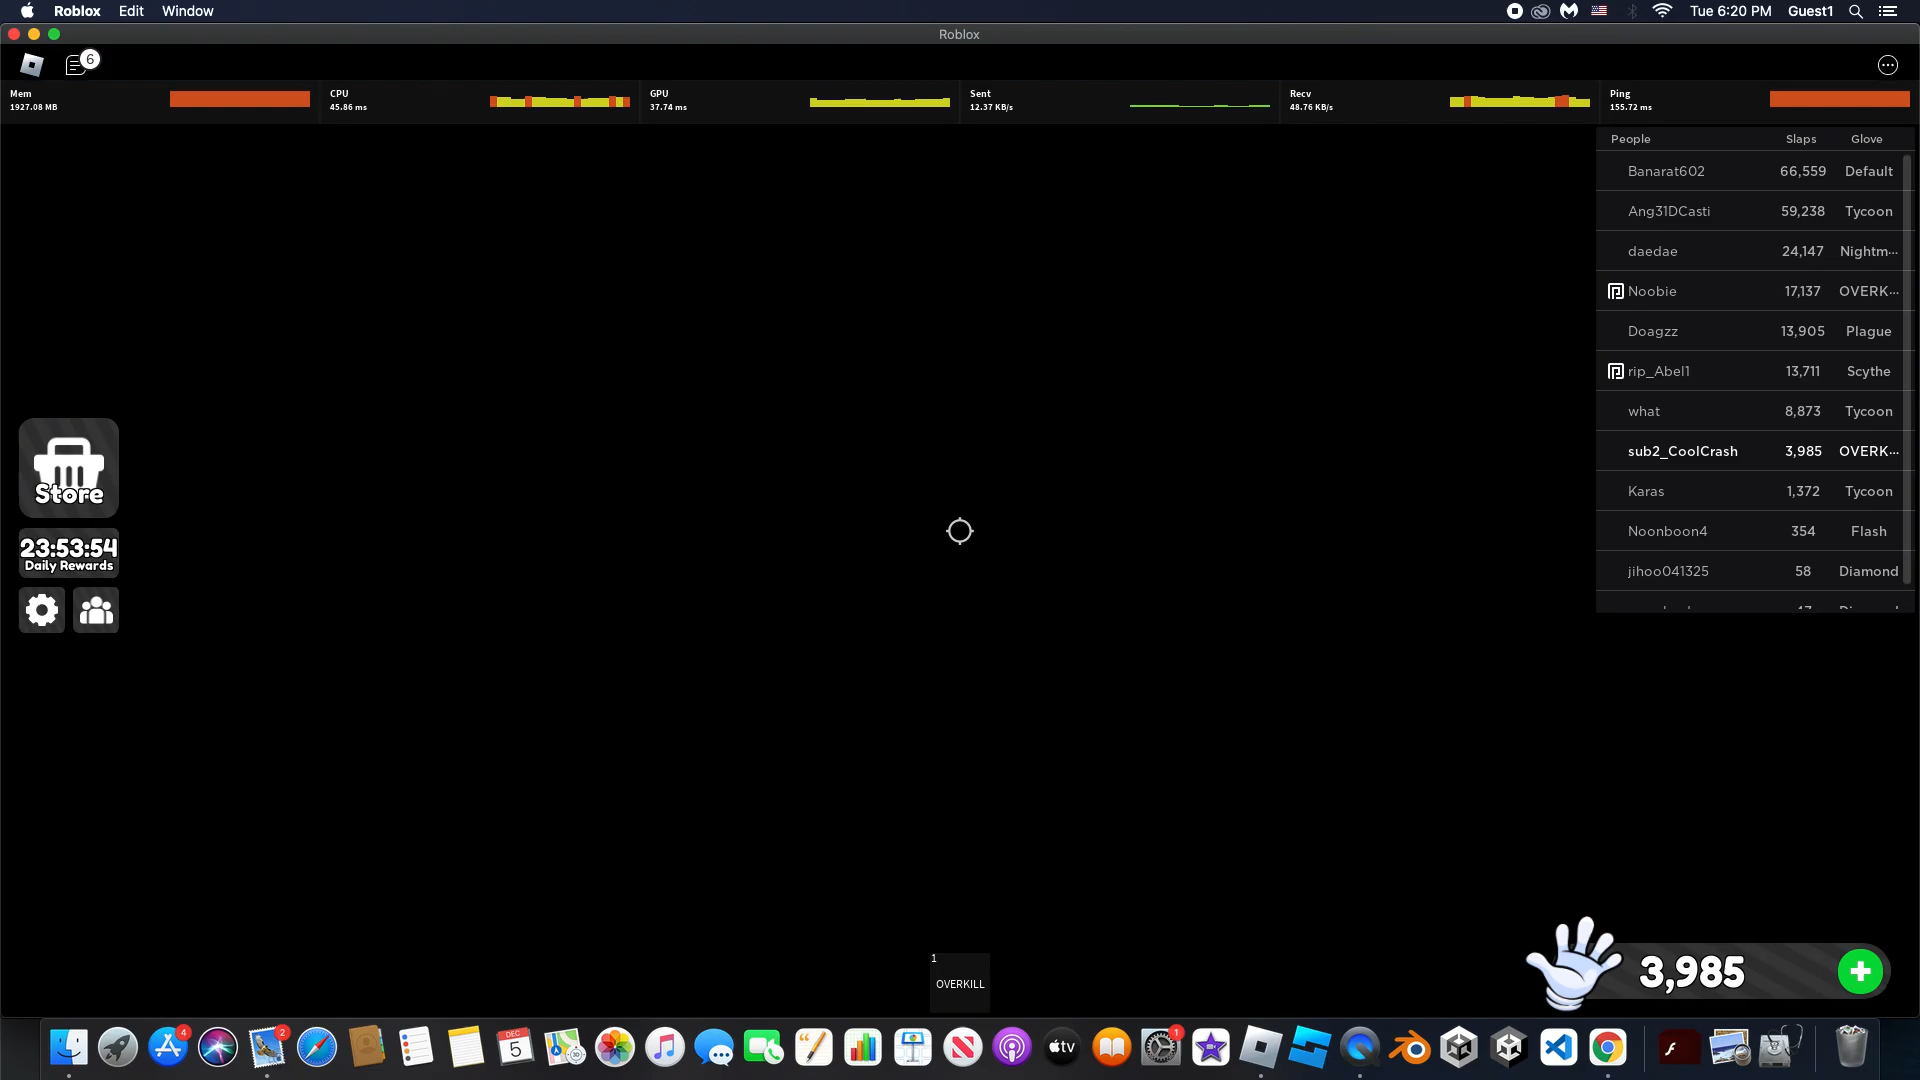 Roblox Edit Window Tue 6:20 PM Guest1
Roblox
6
Mem
1927.08 MB
CPU
45.86 ms
GPU
37.74 ms
Sent
12.37 KB/s
Recv
48.76 KB/s
Ping
155.72 ms
People Slaps Glove
Banarat602 66,559 Default
Ang31DCasti 59,238 Tycoon
daedae 24,147 Nightm...
Noobie 17,137 OVERK...
Doagzz 13,905 Plague
rip_Abel1 13,711 Scythe
what 8,873 Tycoon
sub2_CoolCrash 3,985 OVERK...
Karas 1,372 Tycoon
Noonboon4 354 Flash
jihoo041325 58 Diamond
Store
23:53:54
Daily Rewards
1
OVERKILL
3,985
4
2
DEC
5
tv
1